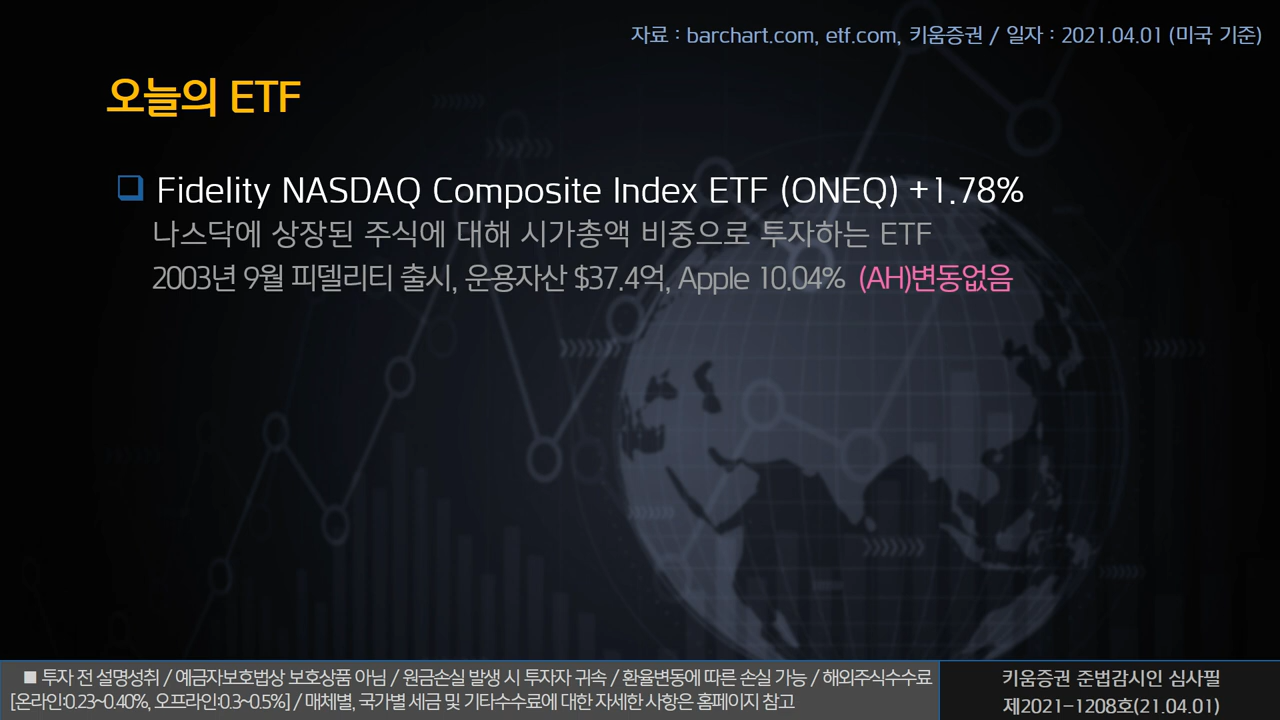 자료 : barchart.com, etf.com, 키움증권 / 일자 : 2021.04.01 (미국 기준)
오늘의 ETF
❑ Fidelity NASDAQ Composite Index ETF (ONEQ) +1.78%
나스닥에 상장된 주식에 대해 시가총액 비중으로 투자하는 ETF
2003년 9월 피델리티 출시, 운용자산 $37.4억, Apple 10.04% (AH)변동없음
■ 투자 전 설명성취 / 예금자보호법상 보호상품 아님 / 원금손실 발생 시 투자자 귀속 / 환율변동에 따른 손실 가능 / 해외주식수수료
[온라인:0.23~0.40%, 오프라인:0.3~0.5%] / 매체별, 국가별 세금 및 기타수수료에 대한 자세한 사항은 홈페이지 참고
키움증권 준법감시인 심사필
제2021-1208호(21.04.01)